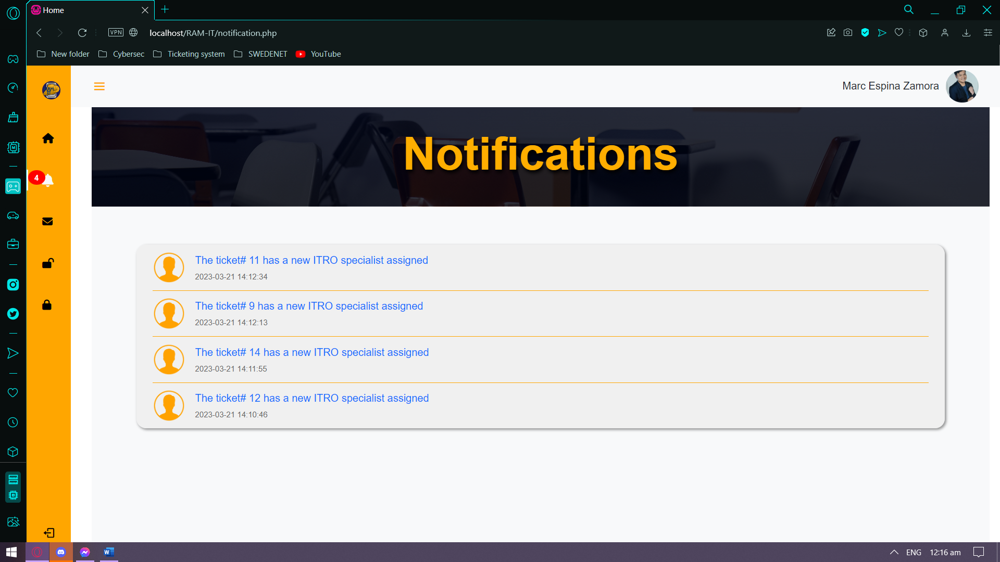 Home
VPN
localhost/RAM-IT/notification.php
New folder
Cybersec
Ticketing system
SWEDENET
YouTube
Marc Espina Zamora
Notifications
4
The ticket# 11 has a new ITRO specialist assigned
2023-03-21 14:12:34
The ticket# 9 has a new ITRO specialist assigned
2023-03-21 14:12:13
The ticket# 14 has a new ITRO specialist assigned
2023-03-21 14:11:55
The ticket# 12 has a new ITRO specialist assigned
2023-03-21 14:10:46
ENG
12:16 am